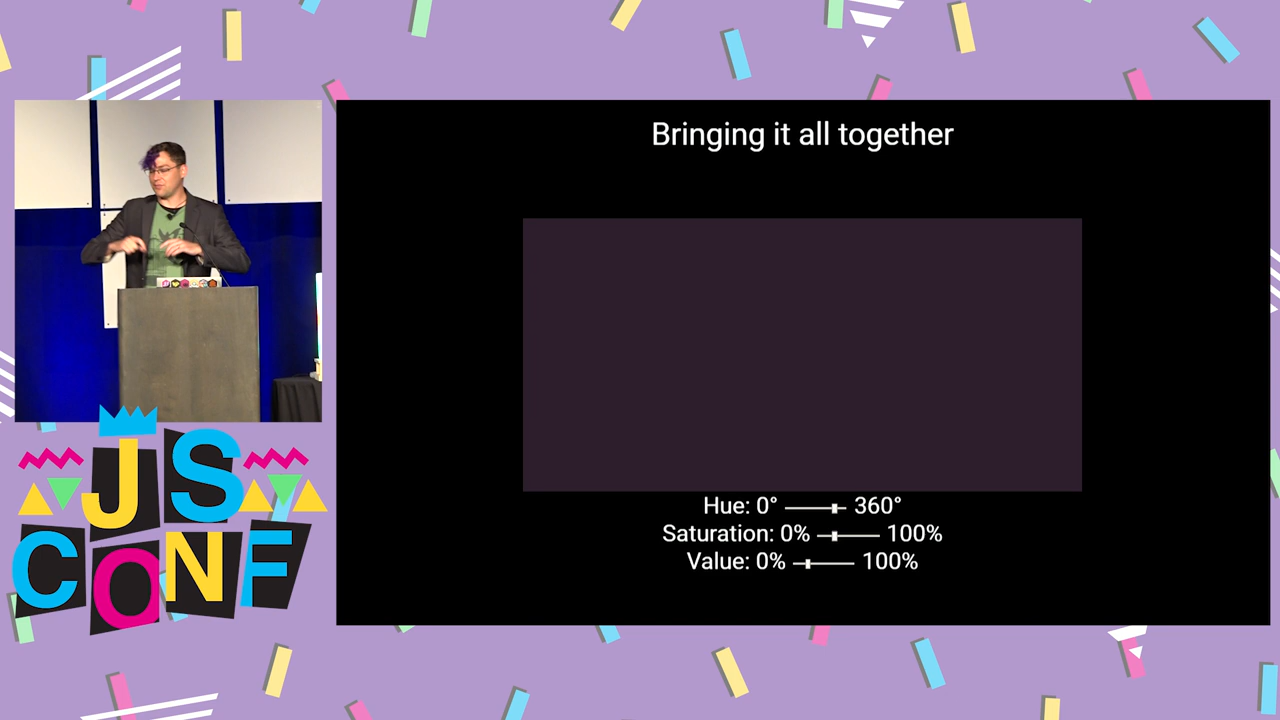 Bringing it all together
Hue: 0° 360°
Saturation: 0% 100%
Value: 0% 100%
JS
CONF